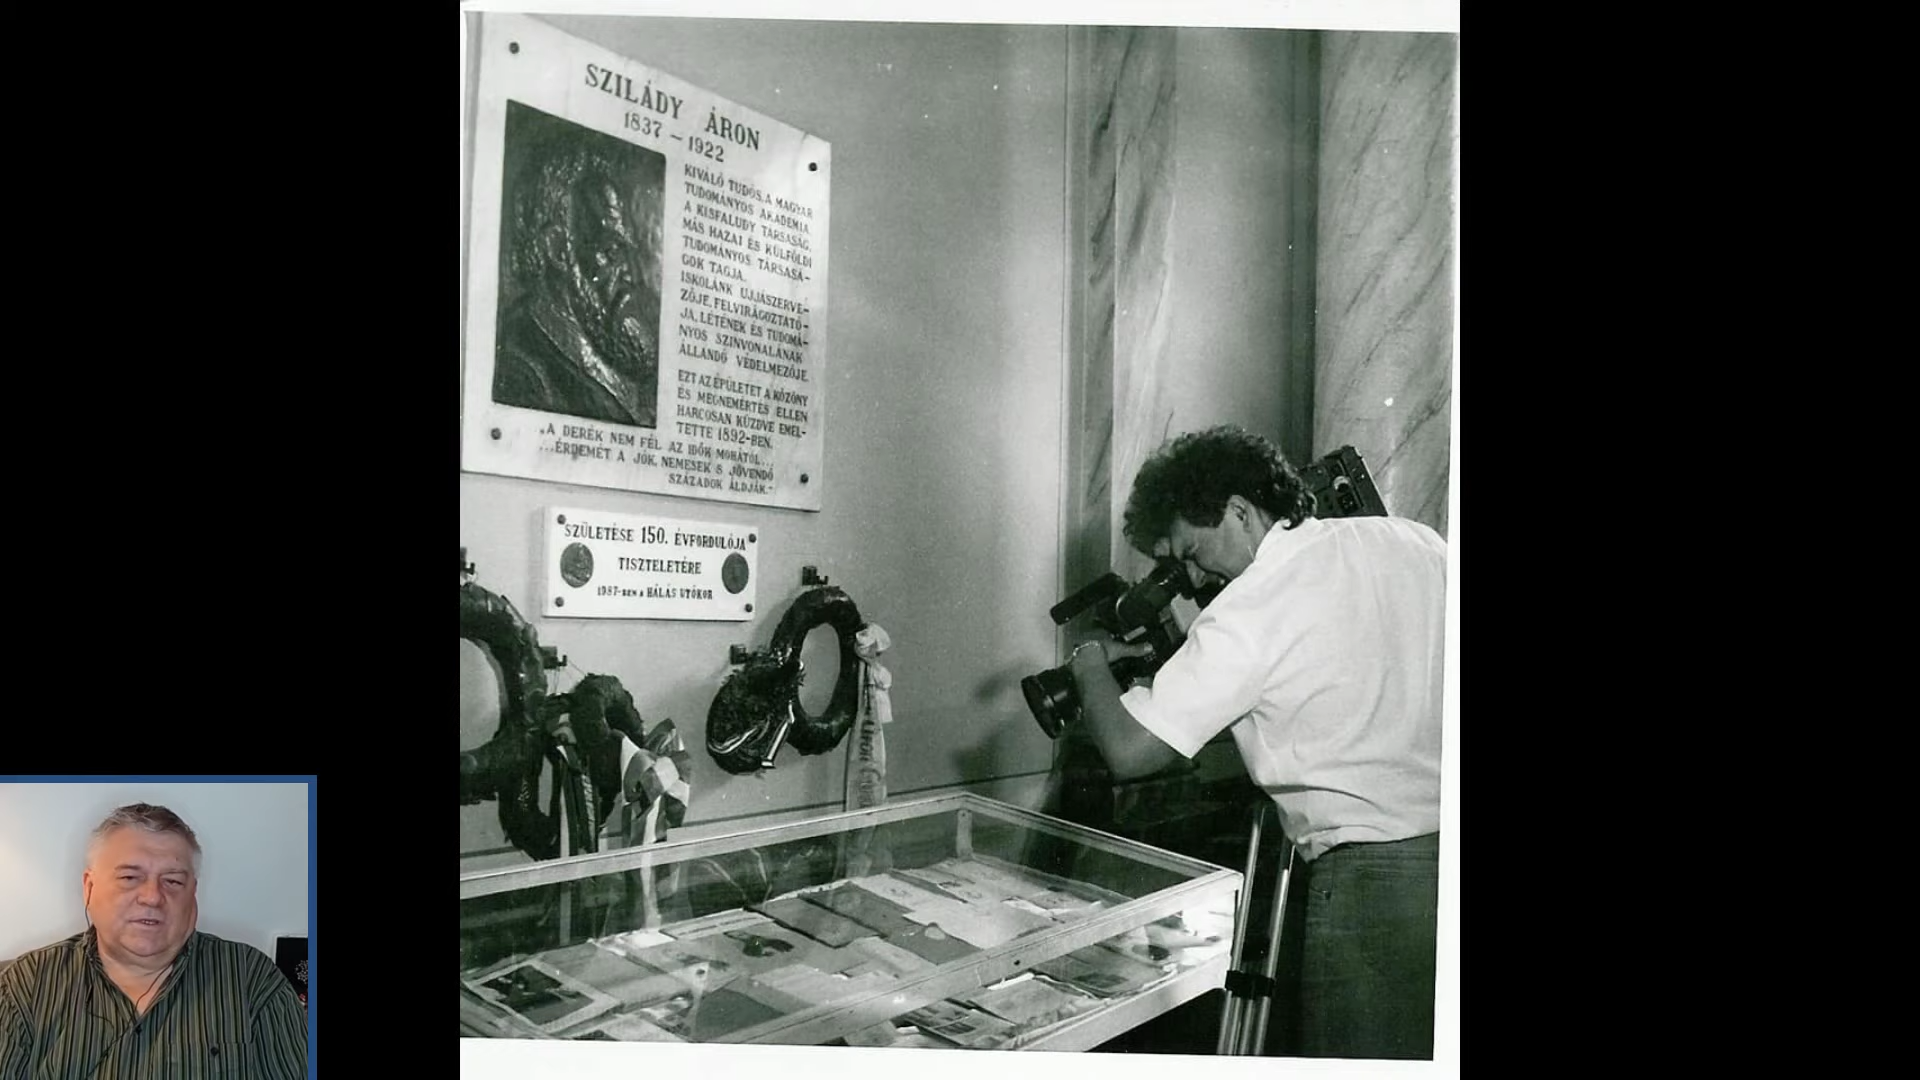 SZILÁDY ÁRON
1837 – 1922
KIVÁLÓ TUDÓS, A MAGYAR
TUDOMÁNYOS AKADÉMIA
A KISFALUDY TÁRSASÁG,
MÁS HAZAI ÉS KÜLFÖLDI
TUDOMÁNYOS TÁRSASÁ-
GOK TAGJA.
ISKOLÁNK UJJÁSZERVE-
ZŐJE, FELVIRÁGOZTATÓ-
JA, LÉTÉNEK ÉS TUDOMÁ-
NYOS SZINVONALÁNAK
ÁLLANDÓ VÉDELMEZŐJE.
EZT AZ ÉPÜLETET A KÖZÖNY
ÉS MEGNEMÉRTÉS ELLEN
HARCOSAN KÜZDVE EMEL-
TETTE 1892-BEN.
„A DERÉK NEM FÉL AZ IDŐK MOHÁTÓL...
...ÉRDEMÉT A JÓK, NEMESEK S JÖVENDŐ
SZÁZADOK ÁLDJÁK."
SZÜLETÉSE 150. ÉVFORDULÓJA
TISZTELETÉRE
1987-BEN A HÁLÁS UTÓKOR